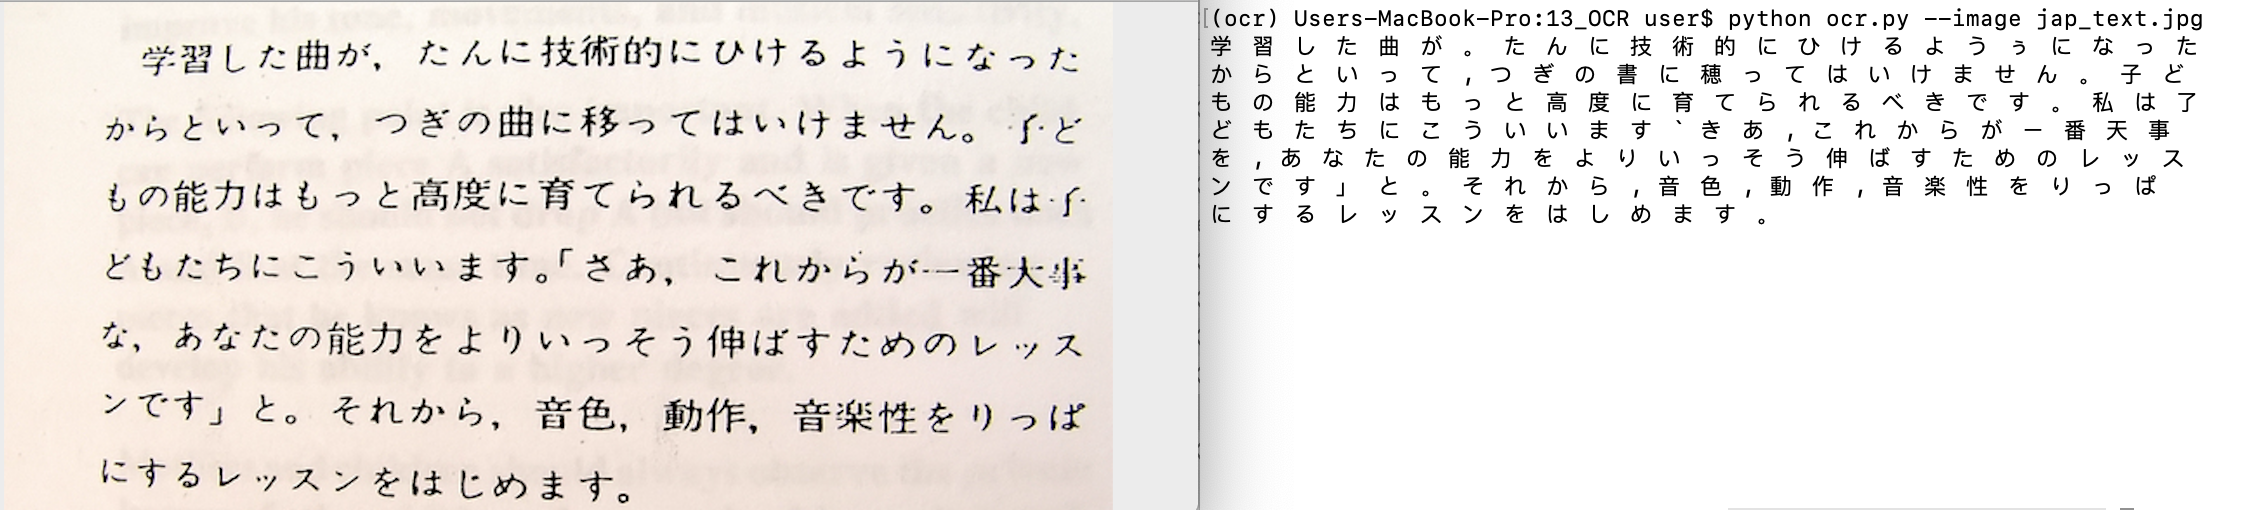 学習した曲が，たんに技術的にひけるようになった
からといって，つぎの曲に移ってはいけません。子ど
もの能力はもっと高度に育てられるべきです。私は子
どもたちにこういいます。「さあ，これからが一番大事
な，あなたの能力をよりいっそう伸ばすためのレッス
ンです」と。それから，音色，動作，音楽性をりっぱ
にするレッスンをはじめます。
(ocr) Users-MacBook-Pro:13_OCR user$ python ocr.py --image jap_text.jpg
学 習 し た 曲 が 。 た ん に 技 術 的 に ひ け る よ う ぅ に な っ た
か ら と い っ て , つ ぎ の 書 に 穂 っ て は い け ま せ ん 。 子 ど
も の 能 力 は も っ と 高 度 に 育 て ら れ る べ き で す 。 私 は 了
ど も た ち に こ う い い ま す ` き あ , こ れ か ら が 一 番 天 事
を , あ な た の 能 力 を よ り い っ そ う 伸 ば す た め の レ ッ ス
ン で す 」 と 。 そ れ か ら , 音 色 , 動 作 , 音 楽 性 を り っ ぱ
に す る レ ッ ス ン を は し め ま す 。